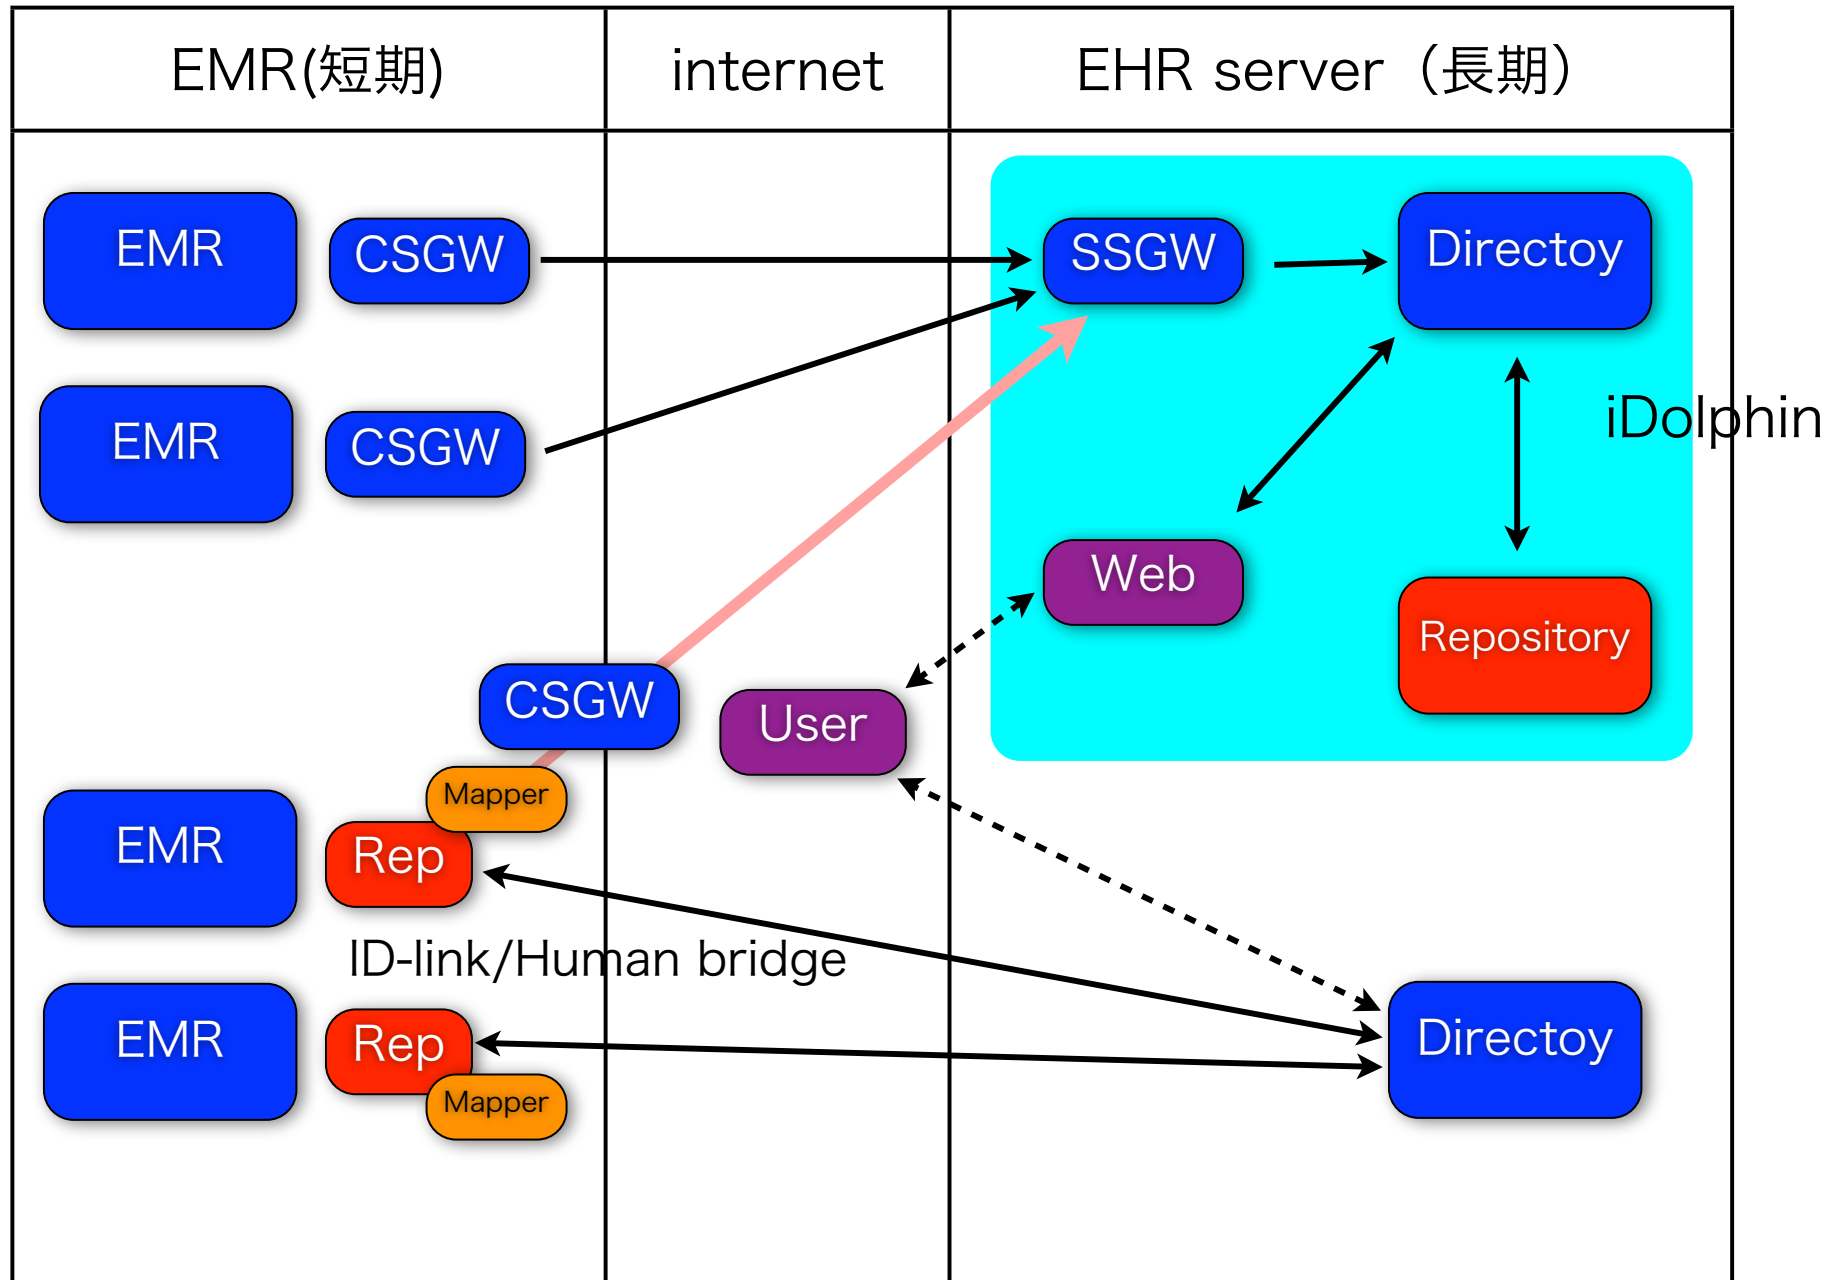 EMR(短期)
internet
EHR server（長期）
EMR
CSGW
SSGW
Directoy
EMR
CSGW
iDolphin
Web
Repository
CSGW
User
Mapper
EMR
Rep
ID-link/Human bridge
EMR
Rep
Directoy
Mapper